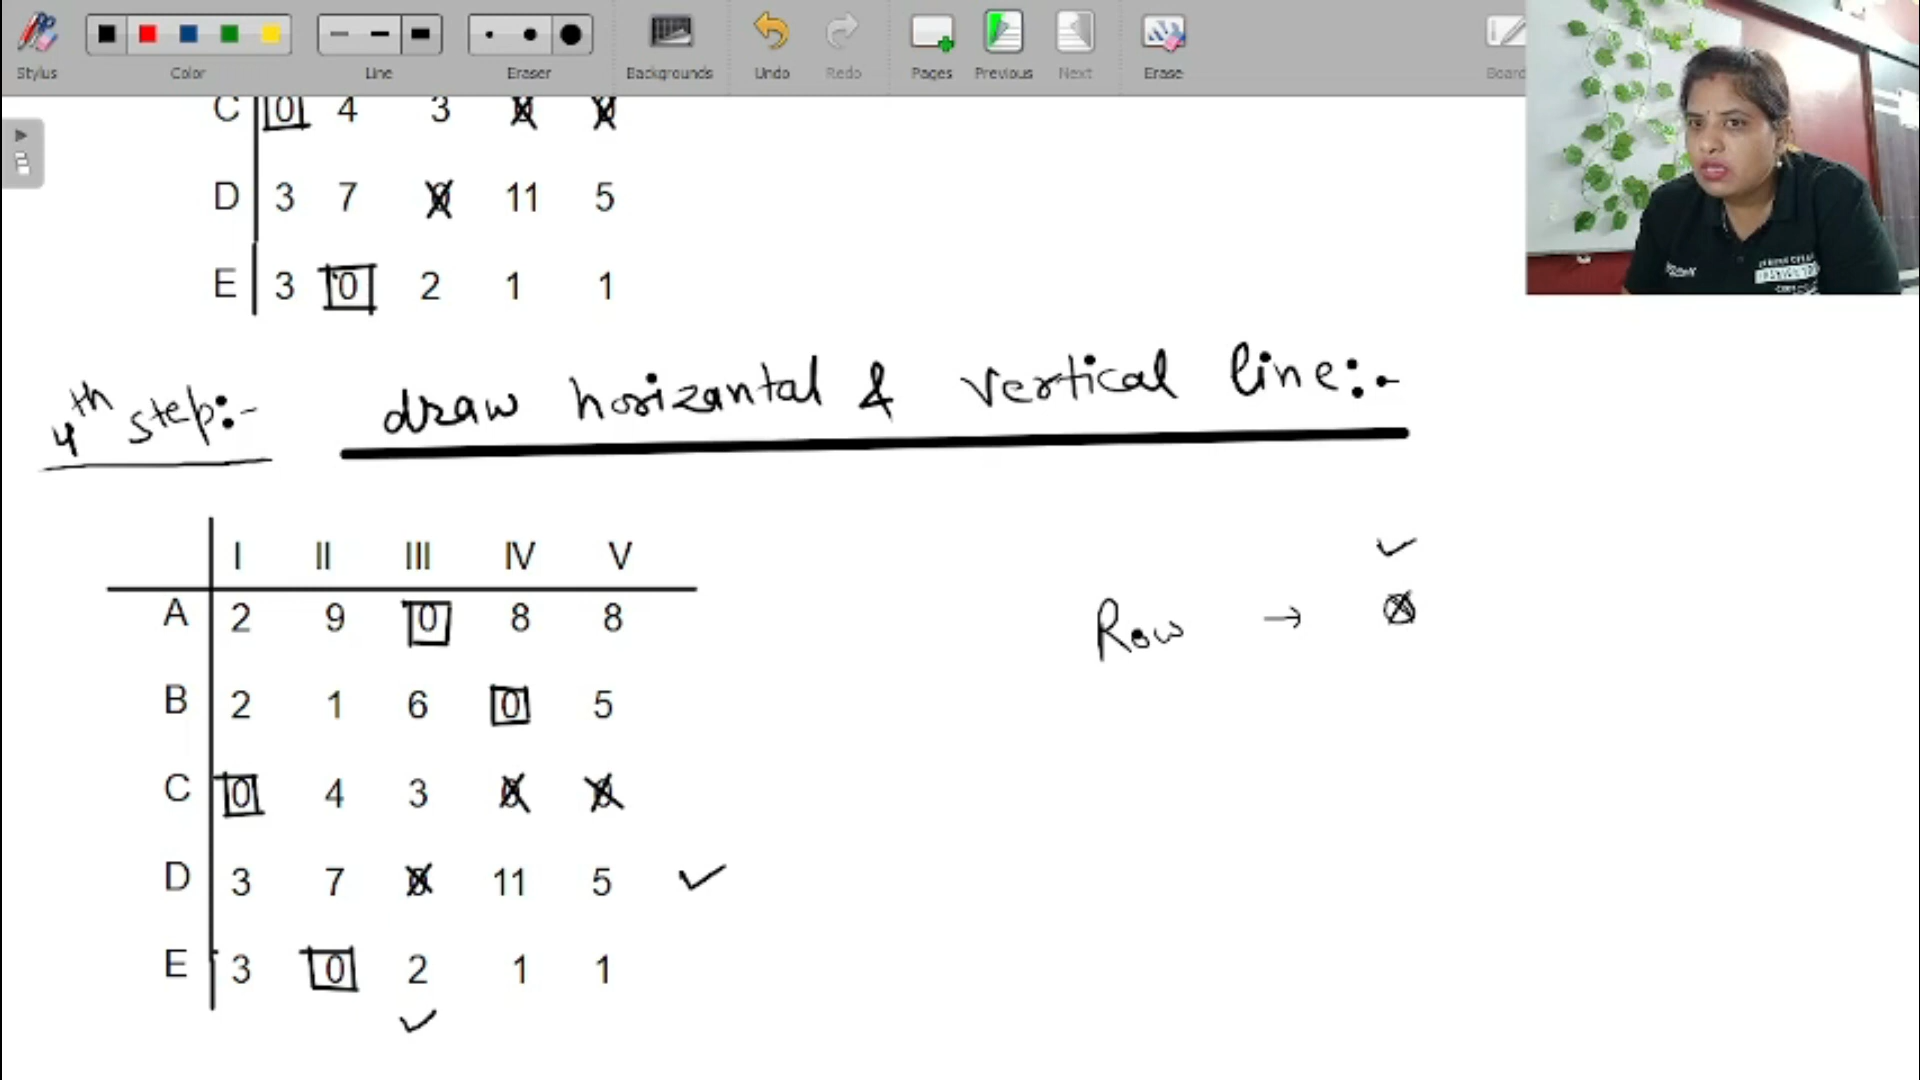 Stylus Color Line Eraser Backgrounds Undo Redo Pages Previous Next Erase Board
C 0 4 3 0 0
D 3 7 0 11 5
E 3 0 2 1 1
4th step:- draw horizantal & vertical line:-
I II III IV V
A 2 9 0 8 8
B 2 1 6 0 5
C 0 4 3 0 0
D 3 7 0 11 5 ✓
E 3 0 2 1 1
✓
✓
Row → 0